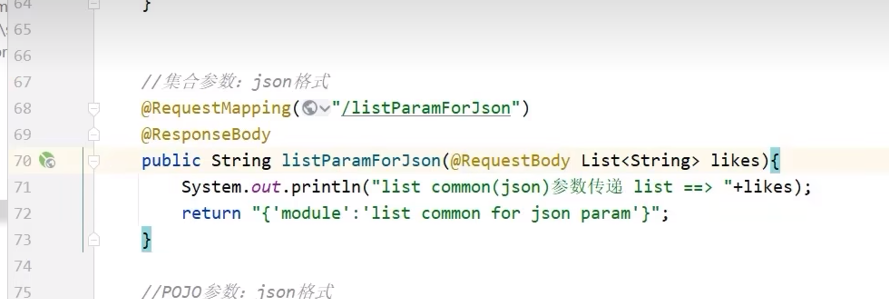 64 }
65
66
67 //集合参数：json格式
68 @RequestMapping("/listParamForJson")
69 @ResponseBody
70 public String listParamForJson(@RequestBody List<String> likes){
71 System.out.println("list common(json)参数传递 list ==> "+likes);
72 return "{'module':'list common for json param'}";
73 }
74
75 //POJO参数：json格式